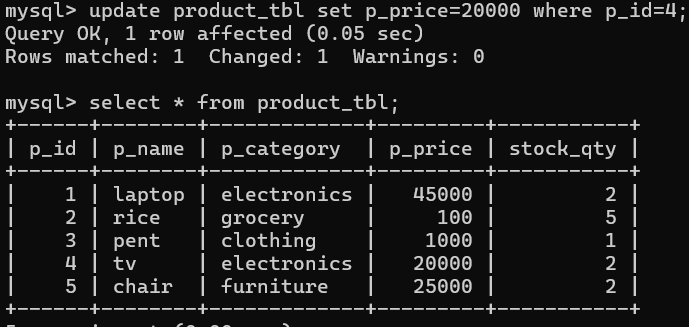 mysql> update product_tbl set p_price=20000 where p_id=4;
Query OK, 1 row affected (0.05 sec)
Rows matched: 1  Changed: 1  Warnings: 0

mysql> select * from product_tbl;
+------+--------+-------------+---------+-----------+
| p_id | p_name | p_category  | p_price | stock_qty |
+------+--------+-------------+---------+-----------+
|    1 | laptop | electronics |   45000 |         2 |
|    2 | rice   | grocery     |     100 |         5 |
|    3 | pent   | clothing    |    1000 |         1 |
|    4 | tv     | electronics |   20000 |         2 |
|    5 | chair  | furniture   |   25000 |         2 |
+------+--------+-------------+---------+-----------+